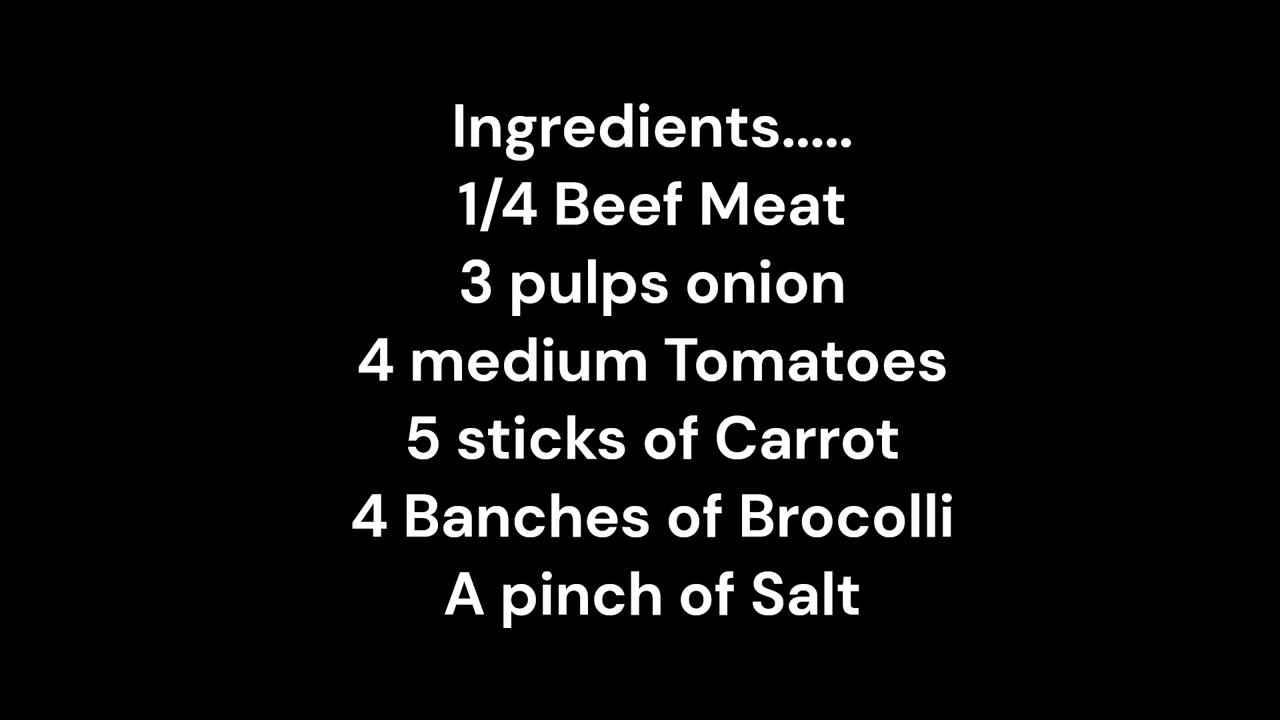 Ingredients.....
1/4 Beef Meat
3 pulps onion
4 medium Tomatoes
5 sticks of Carrot
4 Banches of Brocolli
A pinch of Salt